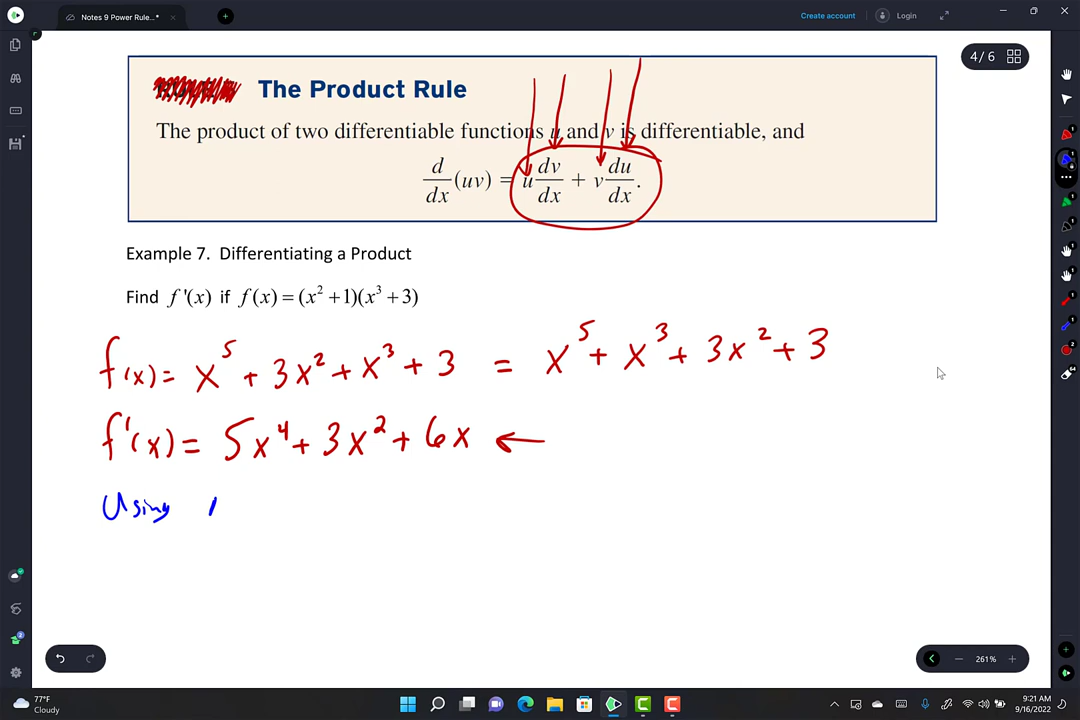 Notes 9 Power Rule...*
Create account
Login
4/6
The Product Rule
The product of two differentiable functions u and v is differentiable, and
d/dx (uv) = u dv/dx + v du/dx.
Example 7. Differentiating a Product
Find f'(x) if f(x) = (x² + 1)(x³ + 3)
f(x) = x⁵ + 3x² + x³ + 3 = x⁵ + x³ + 3x² + 3
f'(x) = 5x⁴ + 3x² + 6x ←
Using
261%
77°F
Cloudy
9:21 AM
9/16/2022